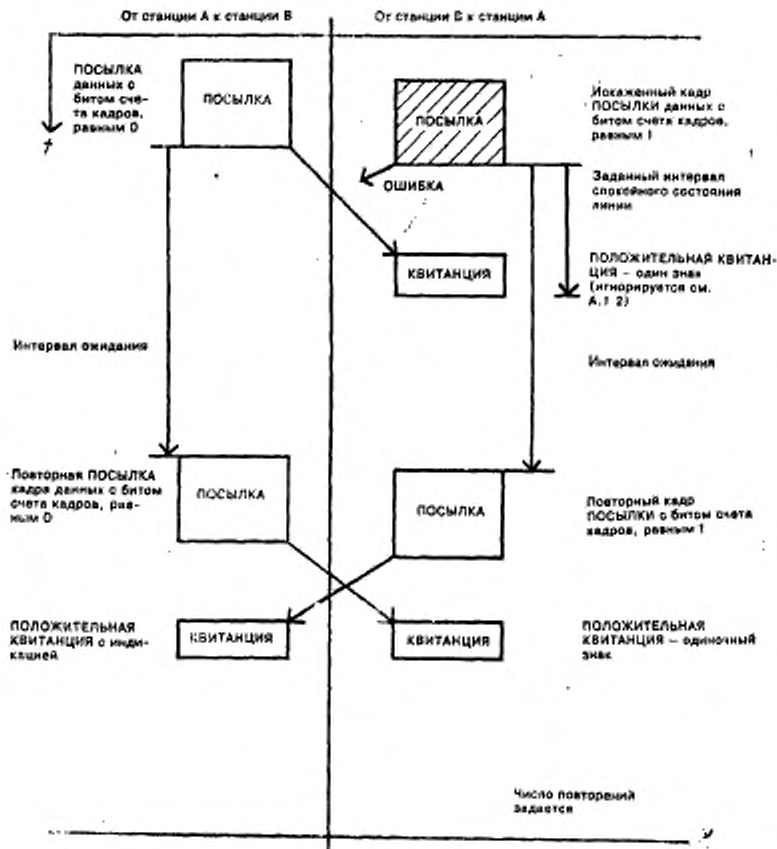 От станции А к станции В
От станции Б к станции А
ПОСЫЛКА
данных с
битом сче-
та кадров,
равным 0
ПОСЫЛКА
ПОСЫЛКА
Искаженный кадр
ПОСЫЛКИ данных с
битом счета кадров,
равным 1
t
ОШИБКА
Заданный интервал
спокойного состояния
линии
КВИТАНЦИЯ
ПОЛОЖИТЕЛЬНАЯ КВИТАН-
ЦИЯ – один знак
(игнорируется см.
А.1 2)
Интервал ожидания
Интервал ожидания
Повторная ПОСЫЛКА
кадра данных с битом
счета кадров, рав-
ным 0
ПОСЫЛКА
ПОСЫЛКА
Повторный кадр
ПОСЫЛКИ с битом счета
кадров, равным 1
ПОЛОЖИТЕЛЬНАЯ
КВИТАНЦИЯ с инди-
кацией
КВИТАНЦИЯ
КВИТАНЦИЯ
ПОЛОЖИТЕЛЬНАЯ
КВИТАНЦИЯ – одиночный
знак
Число повторений
задается